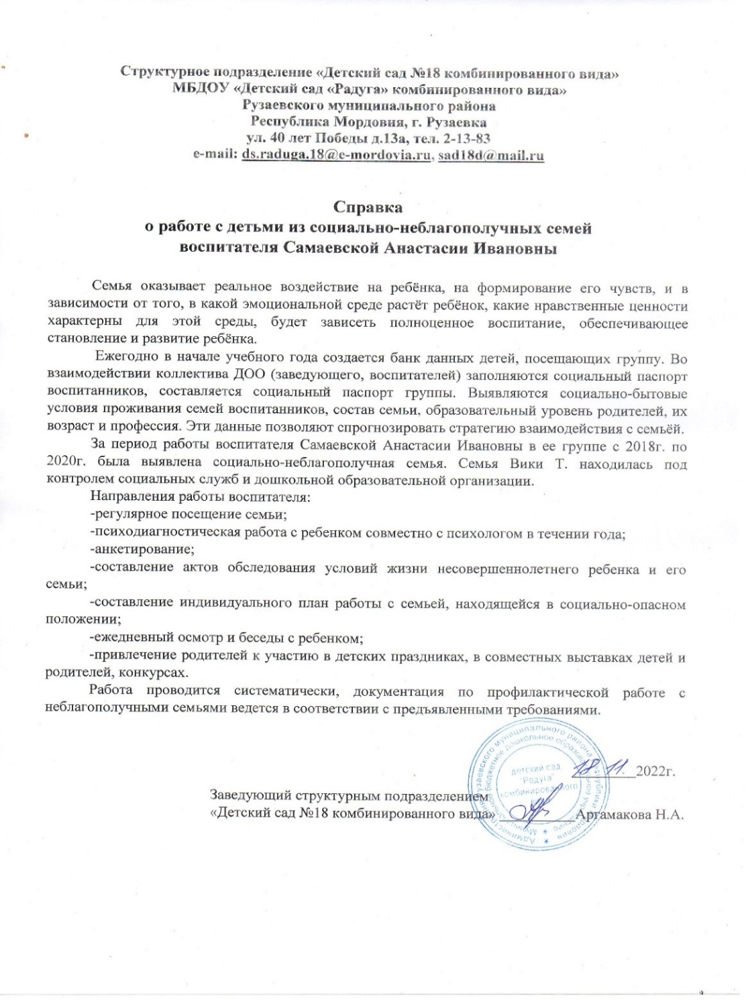 Структурное подразделение «Детский сад №18 комбинированного вида»
МБДОУ «Детский сад «Радуга» комбинированного вида»
Рузаевского муниципального района
Республика Мордовия, г. Рузаевка
ул. 40 лет Победы д.13а, тел. 2-13-83
e-mail: ds.raduga.18@e-mordovia.ru, sad18d@mail.ru
Справка
о работе с детьми из социально-неблагополучных семей
воспитателя Самаевской Анастасии Ивановны
Семья оказывает реальное воздействие на ребёнка, на формирование его чувств, и в
зависимости от того, в какой эмоциональной среде растёт ребёнок, какие нравственные ценности
характерны для этой среды, будет зависеть полноценное воспитание, обеспечивающее
становление и развитие ребёнка.
Ежегодно в начале учебного года создается банк данных детей, посещающих группу. Во
взаимодействии коллектива ДОО (заведующего, воспитателей) заполняются социальный паспорт
воспитанников, составляется социальный паспорт группы. Выявляются социально-бытовые
условия проживания семей воспитанников, состав семьи, образовательный уровень родителей, их
возраст и профессия. Эти данные позволяют спрогнозировать стратегию взаимодействия с семьёй.
За период работы воспитателя Самаевской Анастасии Ивановны в ее группе с 2018г. по
2020г. была выявлена социально-неблагополучная семья. Семья Вики Т. находилась под
контролем социальных служб и дошкольной образовательной организации.
Направления работы воспитателя:
-регулярное посещение семьи;
-психодиагностическая работа с ребенком совместно с психологом в течении года;
-анкетирование;
-составление актов обследования условий жизни несовершеннолетнего ребенка и его
семьи;
-составление индивидуального план работы с семьей, находящейся в социально-опасном
положении;
-ежедневный осмотр и беседы с ребенком;
-привлечение родителей к участию в детских праздниках, в совместных выставках детей и
родителей, конкурсах.
Работа проводится систематически, документация по профилактической работе с
неблагополучными семьями ведется в соответствии с предъявленными требованиями.
18.11.2022г.
Заведующий структурным подразделением
«Детский сад №18 комбинированного вида» __________Аргамакова Н.А.
детский сад
"Радуга"
комбинированного